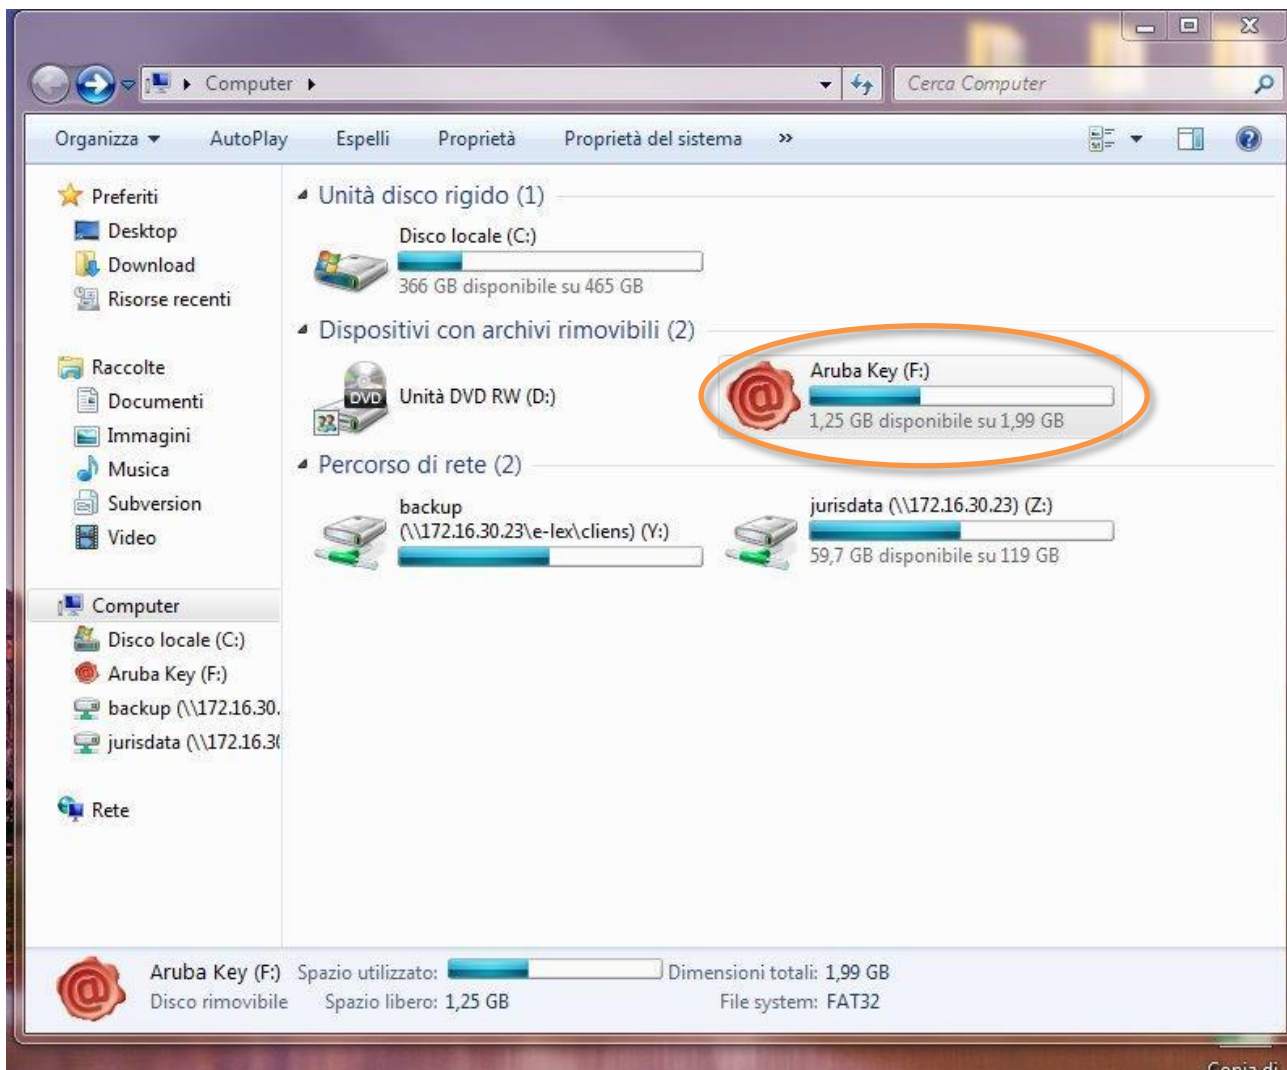 Computer
Cerca Computer
Organizza
AutoPlay
Espelli
Proprietà
Proprietà del sistema
»
Preferiti
Desktop
Download
Risorse recenti
Raccolte
Documenti
Immagini
Musica
Subversion
Video
Computer
Disco locale (C:)
Aruba Key (F:)
backup (\\172.16.30.
jurisdata (\\172.16.3
Rete
Unità disco rigido (1)
Disco locale (C:)
366 GB disponibile su 465 GB
Dispositivi con archivi rimovibili (2)
DVD
Unità DVD RW (D:)
Aruba Key (F:)
1,25 GB disponibile su 1,99 GB
Percorso di rete (2)
backup
(\\172.16.30.23\e-lex\cliens) (Y:)
jurisdata (\\172.16.30.23) (Z:)
59,7 GB disponibile su 119 GB
Aruba Key (F:) Spazio utilizzato: Dimensioni totali: 1,99 GB
Disco rimovibile Spazio libero: 1,25 GB File system: FAT32